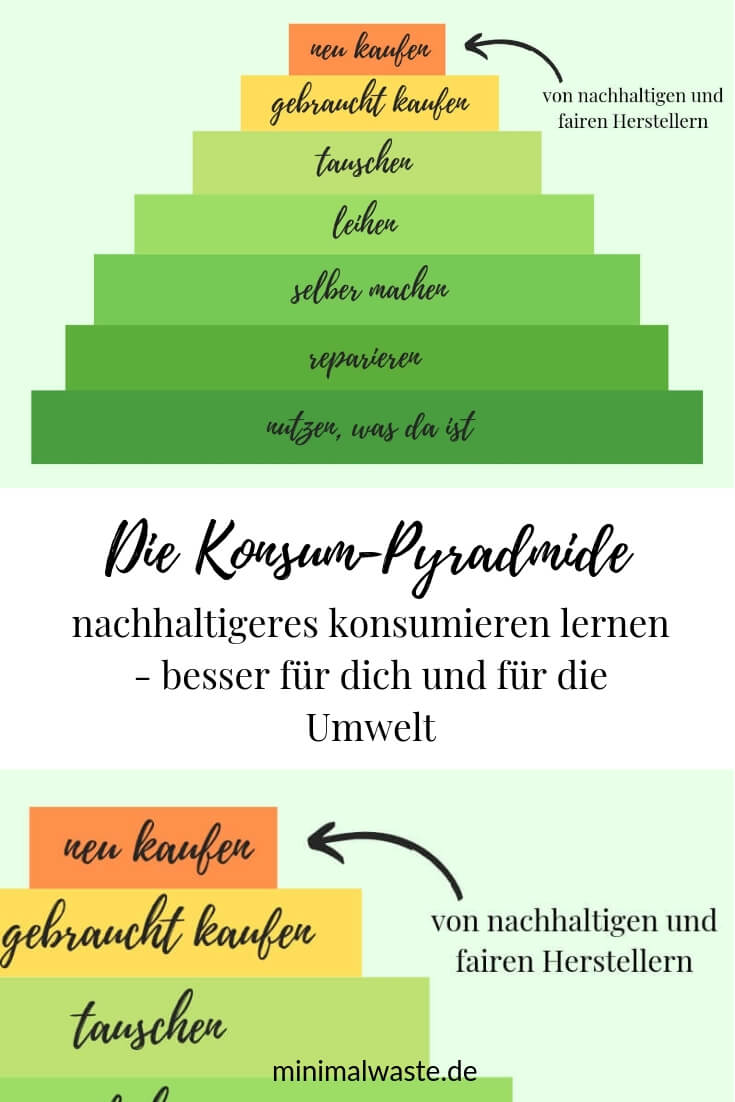 neu kaufen
von nachhaltigen und
fairen Herstellern
gebraucht kaufen
tauschen
leihen
selber machen
reparieren
nutzen, was da ist
Die Konsum-Pyradmide
nachhaltigeres konsumieren lernen
- besser für dich und für die
Umwelt
neu kaufen
von nachhaltigen und
fairen Herstellern
gebraucht kaufen
tauschen
minimalwaste.de